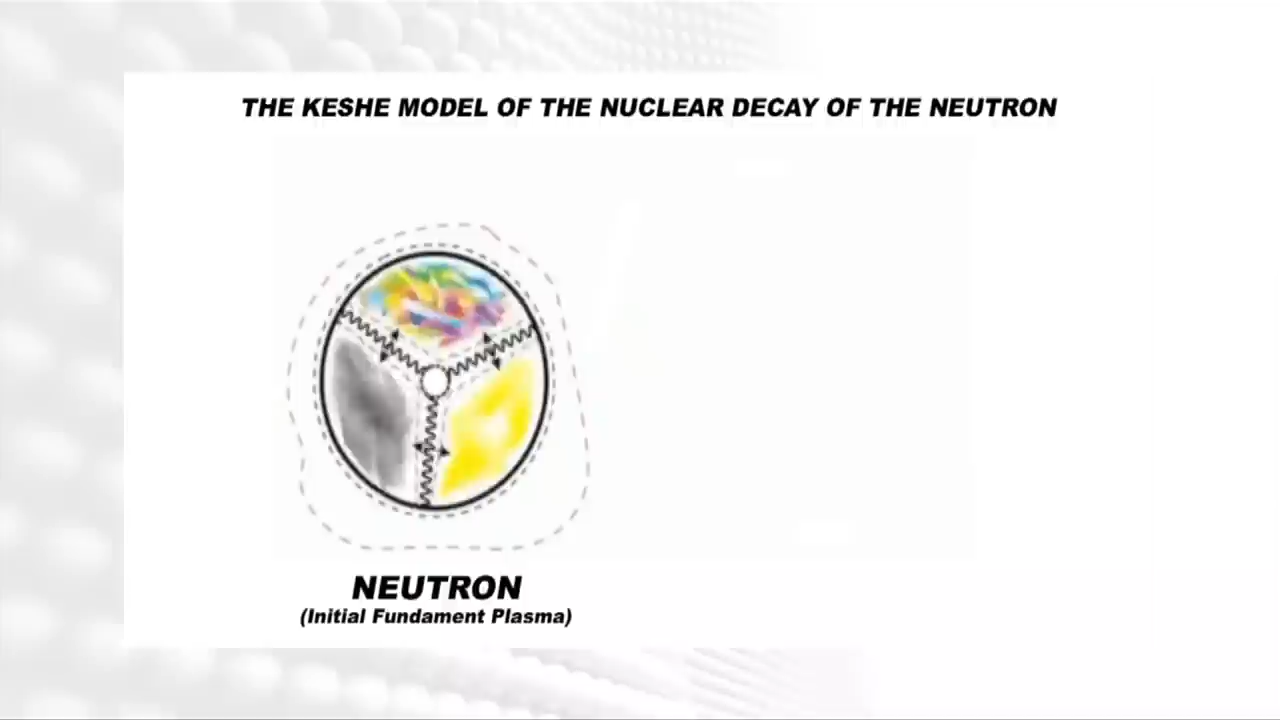 THE KESHE MODEL OF THE NUCLEAR DECAY OF THE NEUTRON
NEUTRON
(Initial Fundament Plasma)